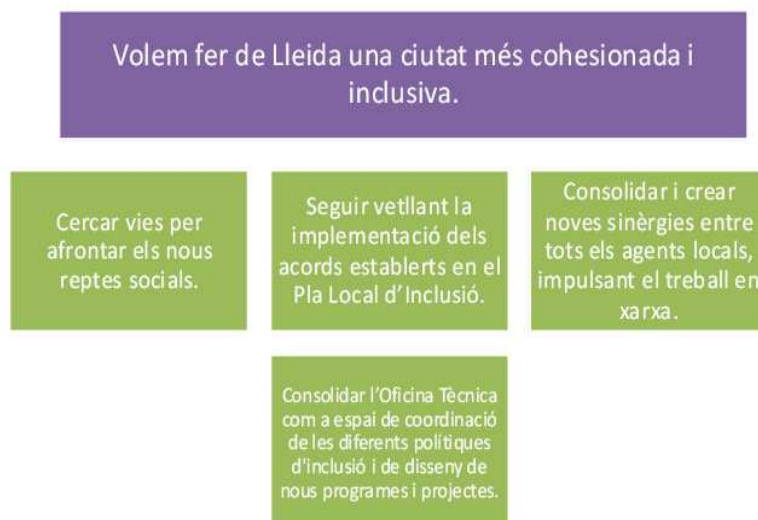 Volem fer de Lleida una ciutat més cohesionada i
inclusiva.
Cercar vies per
afrontar els nous
reptes socials.
Seguir vetllant la
implementació dels
acords establerts en el
Pla Local d'Inclusió.
Consolidar i crear
noves sinèrgies entre
tots els agents locals,
impulsant el treball en
xarxa.
Consolidar l'Oficina Tècnica
com a espai de coordinació
de les diferents polítiques
d'inclusió i de disseny de
nous programes i projectes.